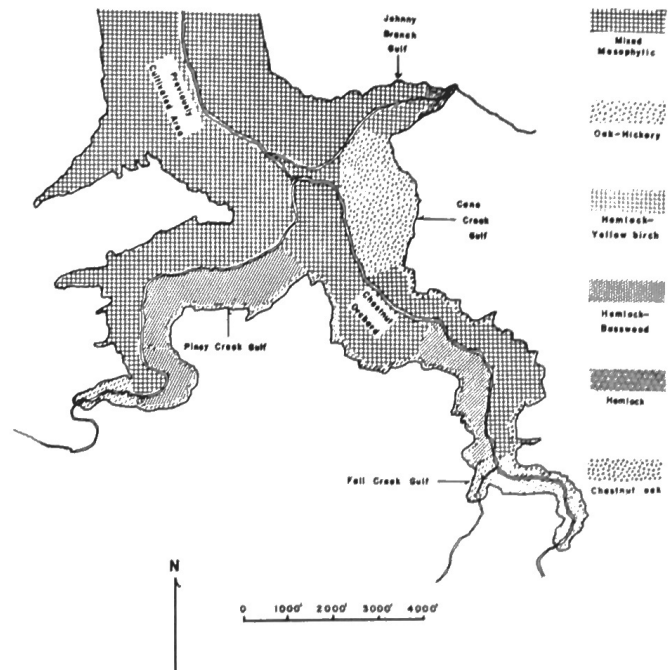 Johnny
Branch
Gulf
Mixed
Mesophytic
Previously
Cultivated Area
Oak-Hickory
Cane
Creek
Gulf
Hemlock-
Yellow birch
Chestnut
Orchard
Hemlock-
Basswood
Piney Creek Gulf
Hemlock
Fall Creek Gulf
Chestnut oak
N
0 1000' 2000' 3000' 4000'